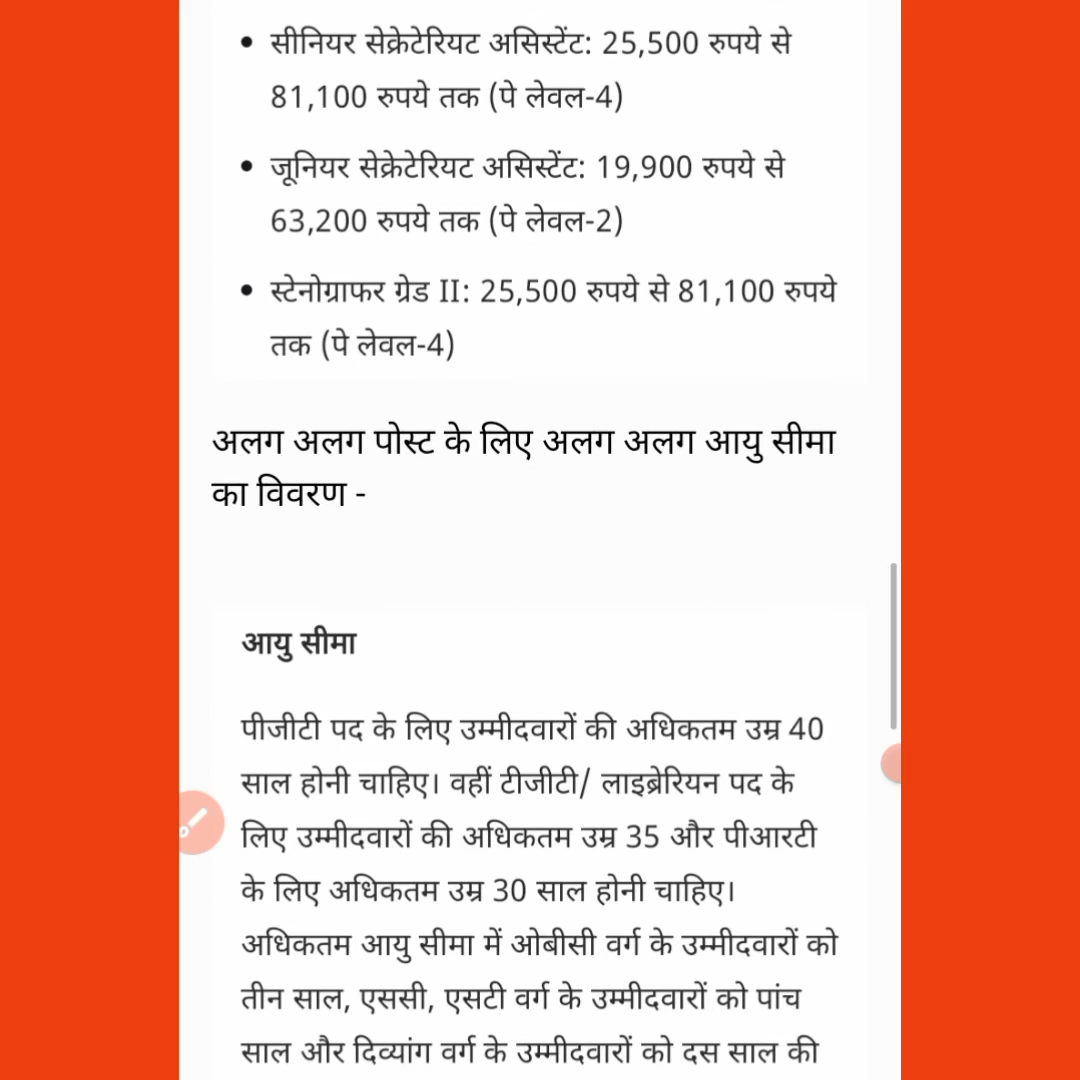 • सीनियर सेक्रेटेरियट असिस्टेंट: 25,500 रुपये से
81,100 रुपये तक (पे लेवल-4)
• जूनियर सेक्रेटेरियट असिस्टेंट: 19,900 रुपये से
63,200 रुपये तक (पे लेवल-2)
• स्टेनोग्राफर ग्रेड II: 25,500 रुपये से 81,100 रुपये
तक (पे लेवल-4)
अलग अलग पोस्ट के लिए अलग अलग आयु सीमा
का विवरण -
आयु सीमा
पीजीटी पद के लिए उम्मीदवारों की अधिकतम उम्र 40
साल होनी चाहिए। वहीं टीजीटी/ लाइब्रेरियन पद के
लिए उम्मीदवारों की अधिकतम उम्र 35 और पीआरटी
के लिए अधिकतम उम्र 30 साल होनी चाहिए।
अधिकतम आयु सीमा में ओबीसी वर्ग के उम्मीदवारों को
तीन साल, एससी, एसटी वर्ग के उम्मीदवारों को पांच
साल और दिव्यांग वर्ग के उम्मीदवारों को दस साल की